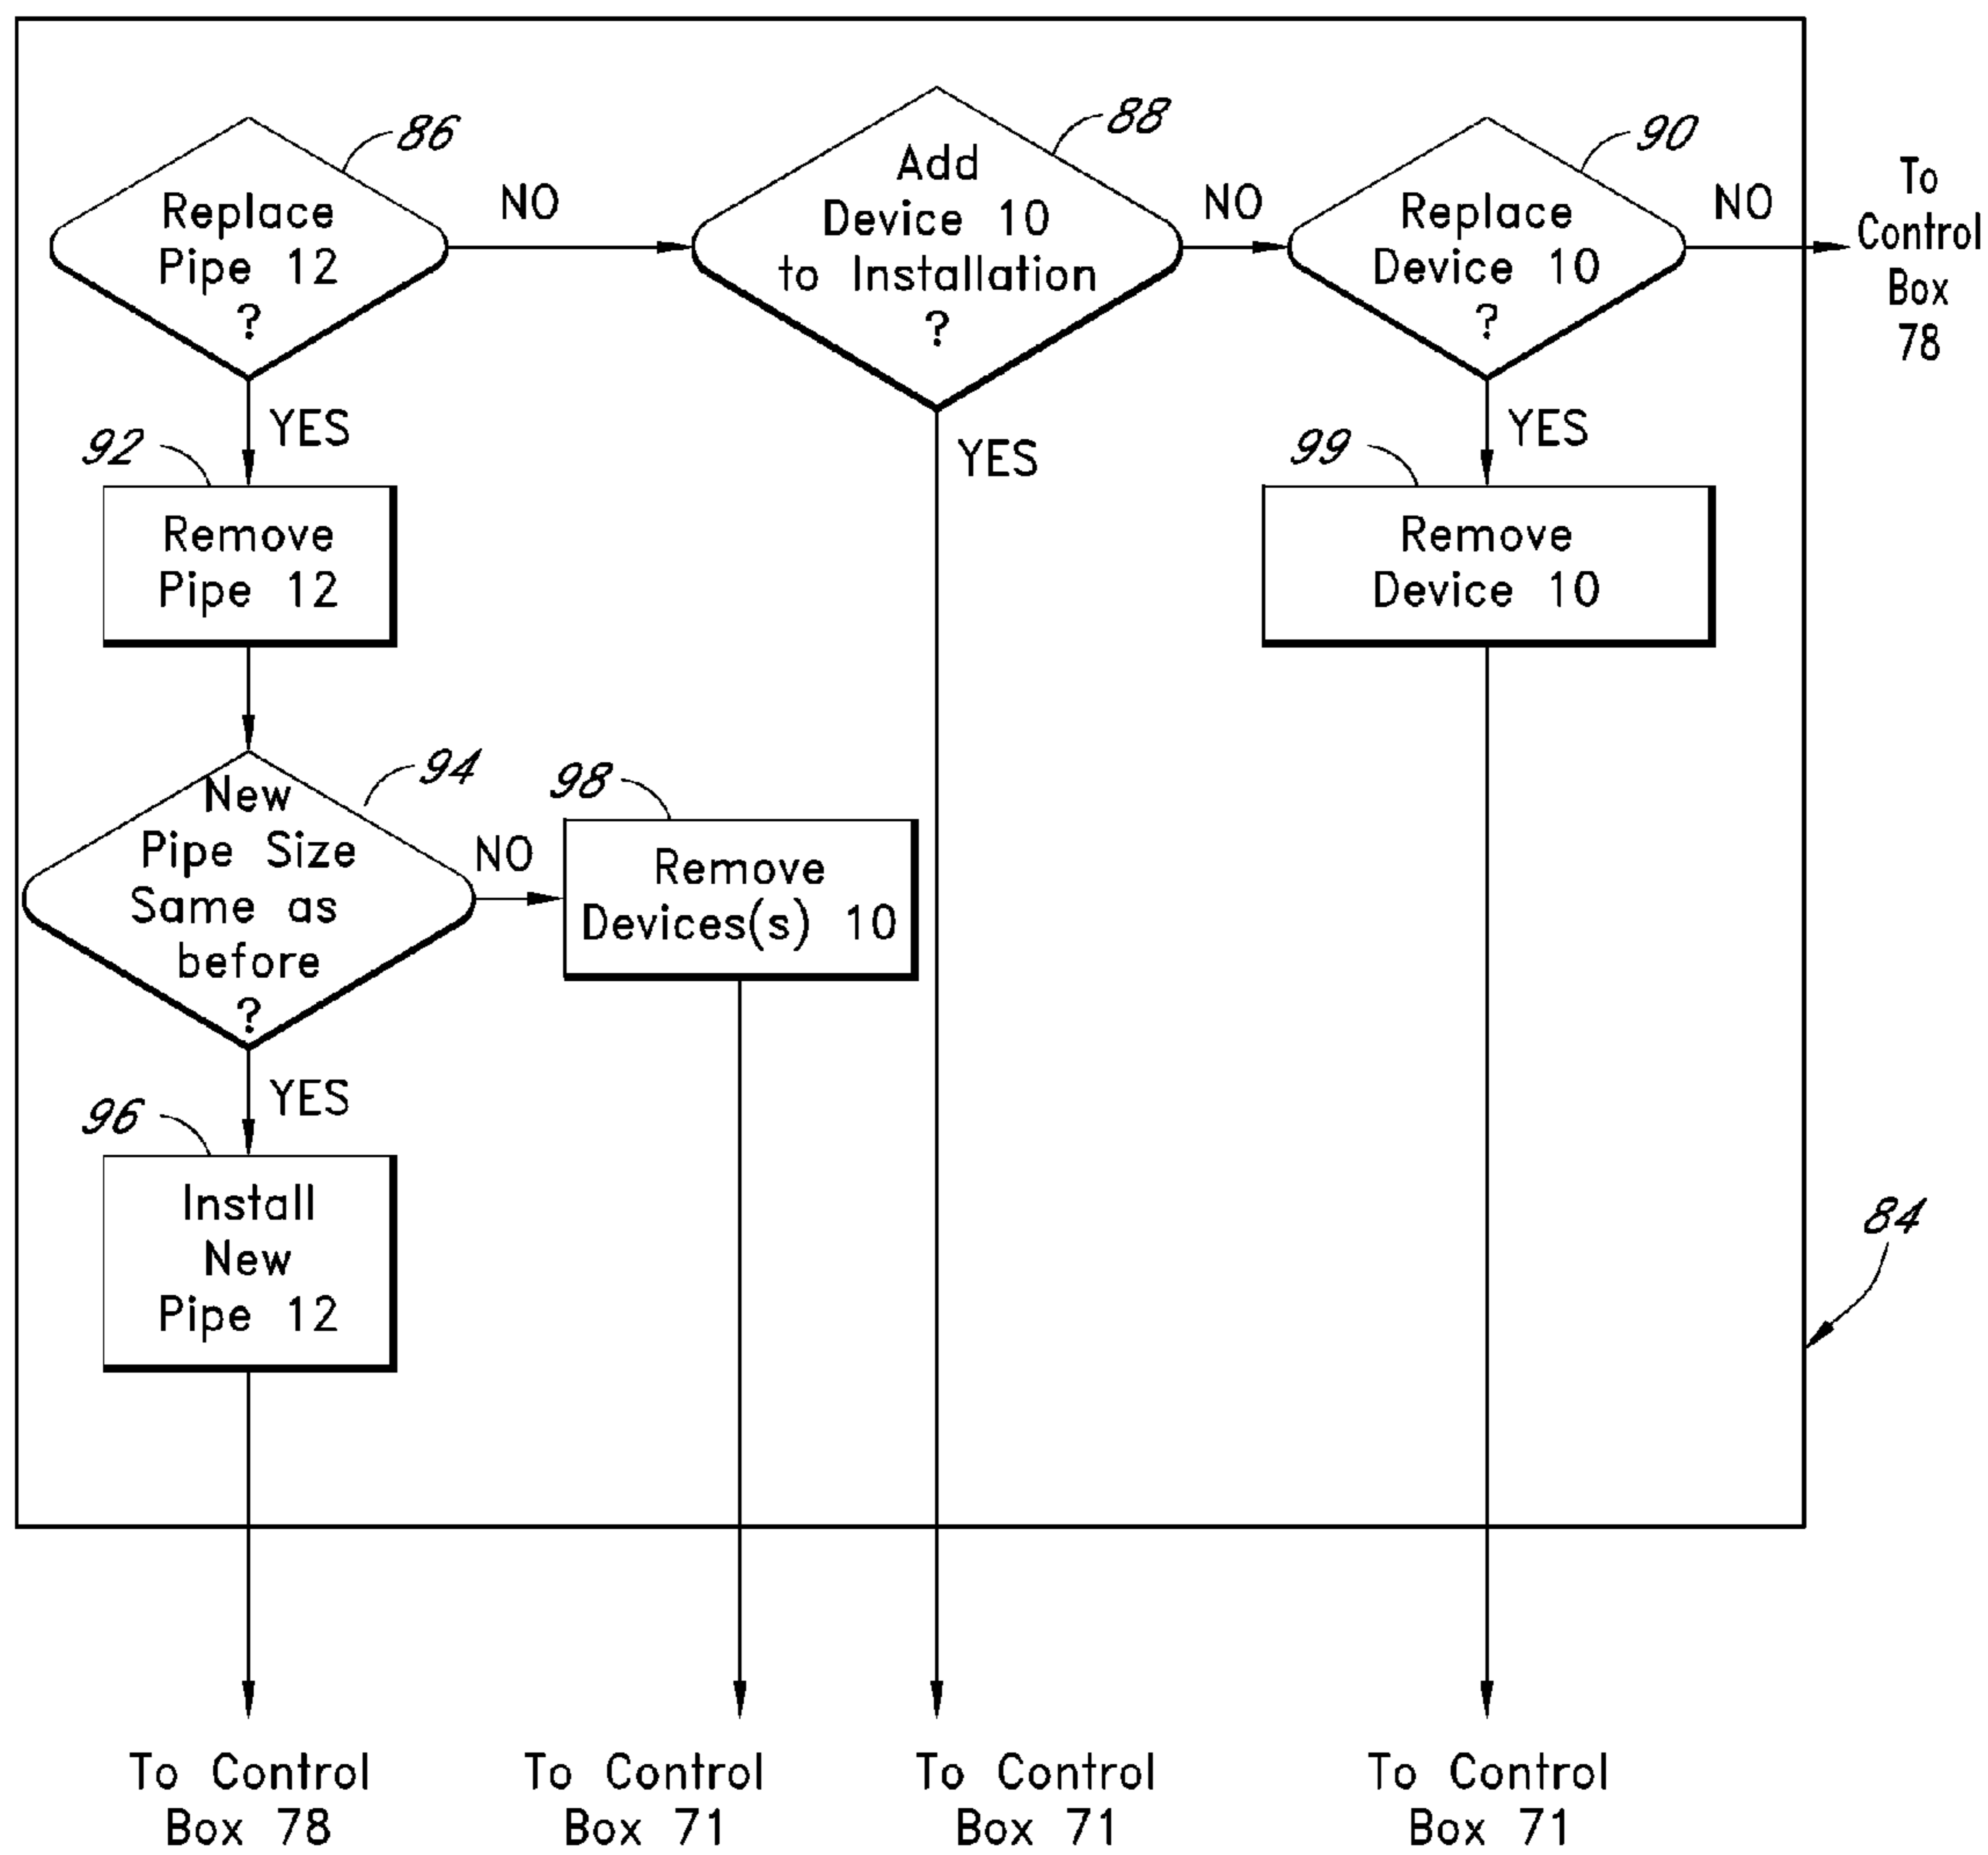 86
Replace
Pipe 12
?
NO
88
Add
Device 10
to Installation
?
NO
90
Replace
Device 10
?
NO
To
Control
Box
78
YES
92
Remove
Pipe 12
YES
YES
99
Remove
Device 10
94
New
Pipe Size
Same as
before
?
NO
98
Remove
Devices(s) 10
YES
96
Install
New
Pipe 12
84
To Control
Box 78
To Control
Box 71
To Control
Box 71
To Control
Box 71